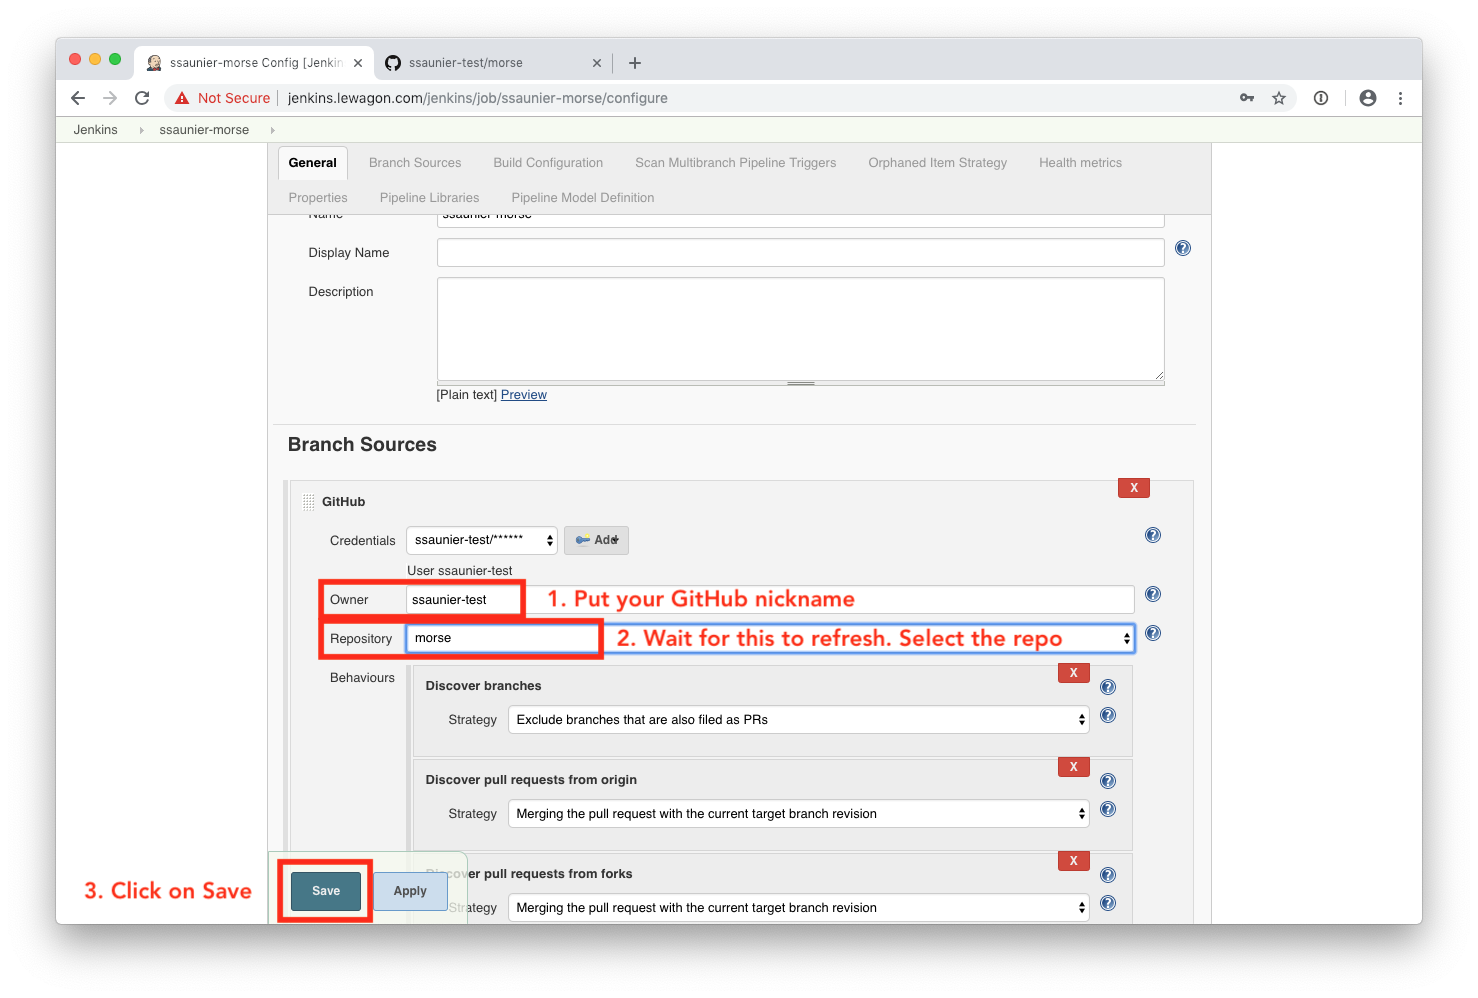 ssaunier-morse Config [Jenkin
ssaunier-test/morse
Not Secure jenkins.lewagon.com/jenkins/job/ssaunier-morse/configure
Jenkins ssaunier-morse
General Branch Sources Build Configuration Scan Multibranch Pipeline Triggers Orphaned Item Strategy Health metrics
Properties Pipeline Libraries Pipeline Model Definition
Name ssaunier-morse
Display Name
Description
[Plain text] Preview
Branch Sources
X
GitHub
Credentials ssaunier-test/****** Add
User ssaunier-test
Owner ssaunier-test 1. Put your GitHub nickname
Repository morse 2. Wait for this to refresh. Select the repo
Behaviours
X
Discover branches
Strategy Exclude branches that are also filed as PRs
X
Discover pull requests from origin
Strategy Merging the pull request with the current target branch revision
X
Discover pull requests from forks
3. Click on Save Save Apply
Strategy Merging the pull request with the current target branch revision